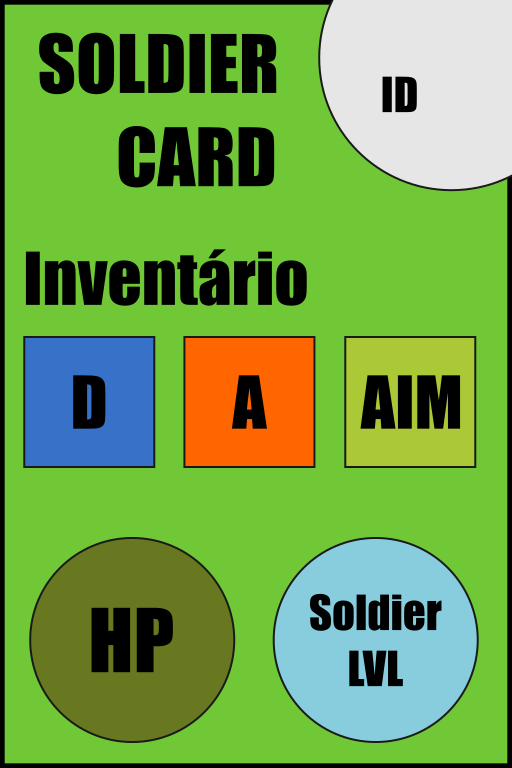 SOLDIER
CARD
ID
Inventário
D
A
AIM
HP
Soldier
LVL